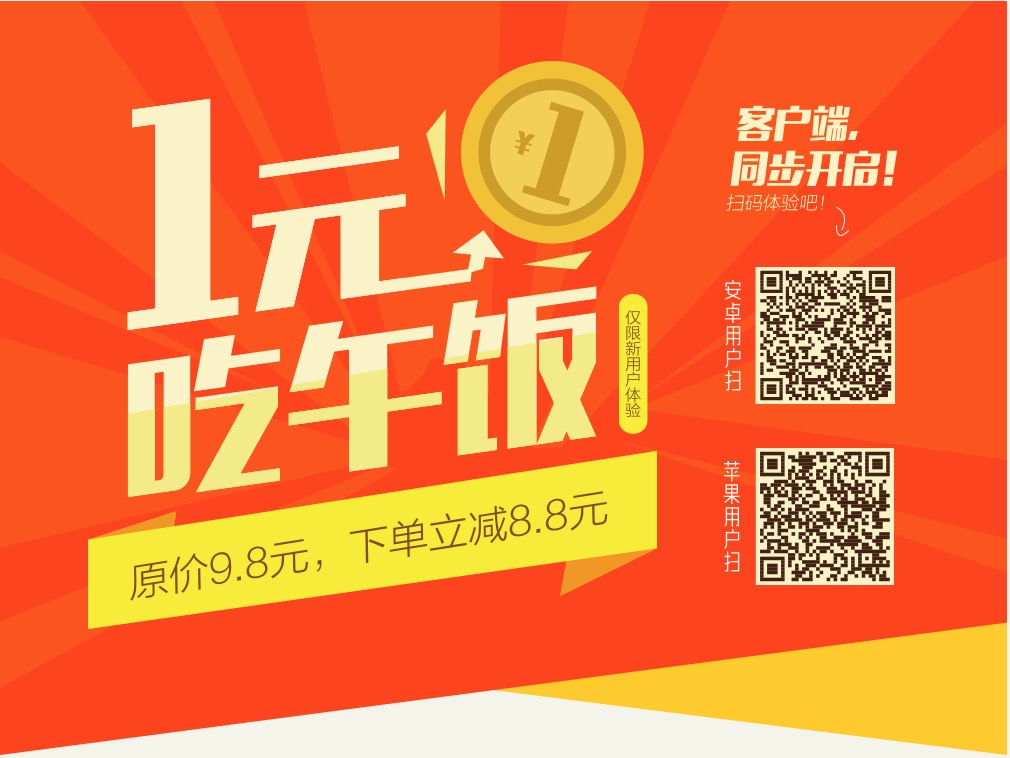 1元
¥1
吃午饭
仅限新用户体验
原价9.8元，下单立减8.8元
客户端，
同步开启！
扫码体验吧！
安卓用户扫
苹果用户扫